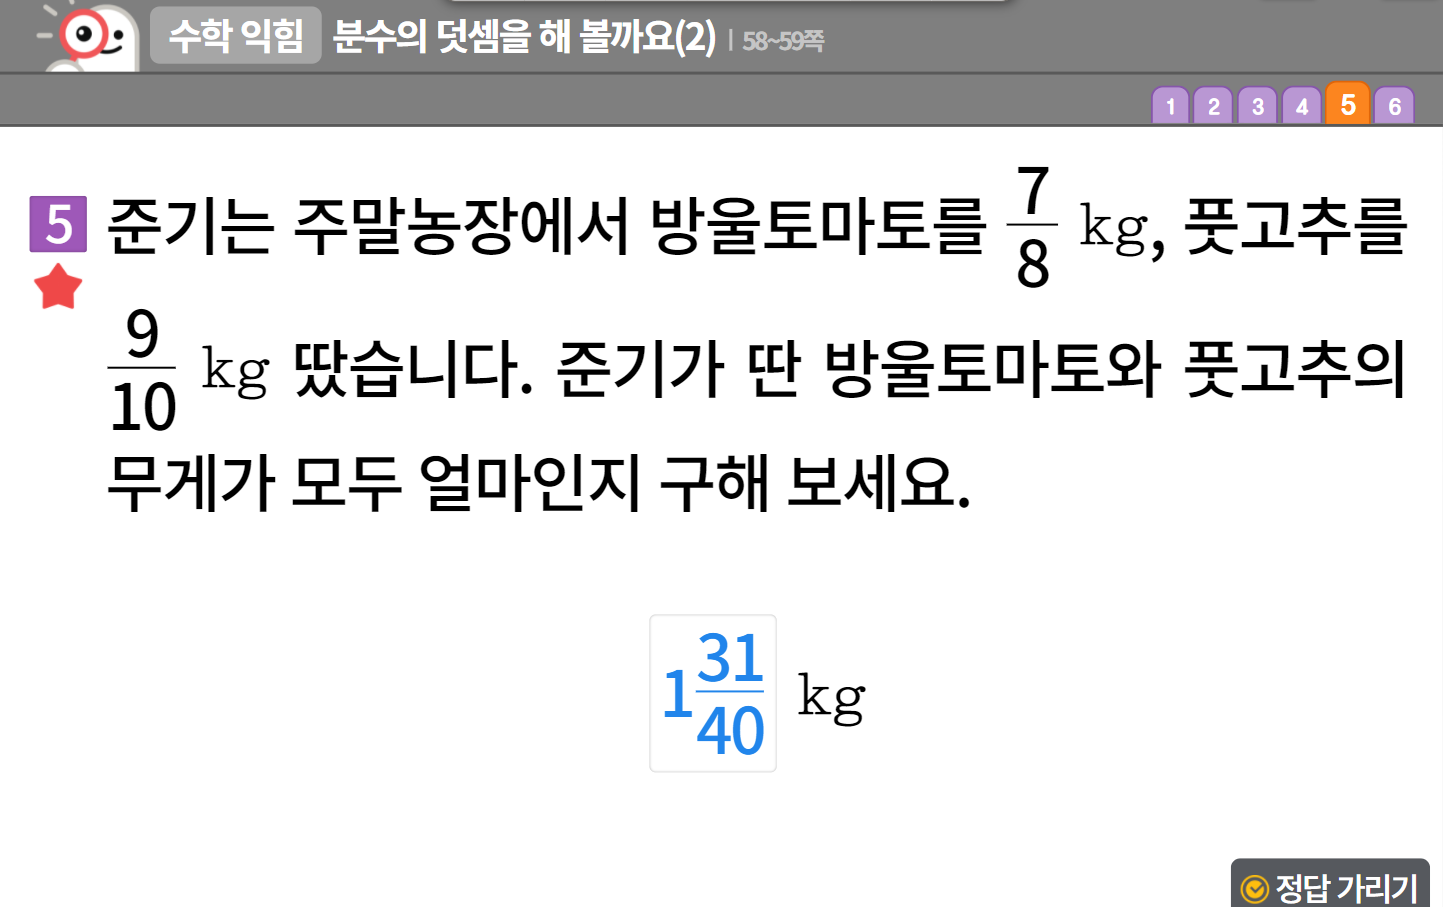 수학 익힘 분수의 덧셈을 해 볼까요(2) | 58~59쪽
1 2 3 4 5 6
5 준기는 주말농장에서 방울토마토를 7/8 kg, 풋고추를
9/10 kg 땄습니다. 준기가 딴 방울토마토와 풋고추의
무게가 모두 얼마인지 구해 보세요.
1 31/40 kg
정답 가리기